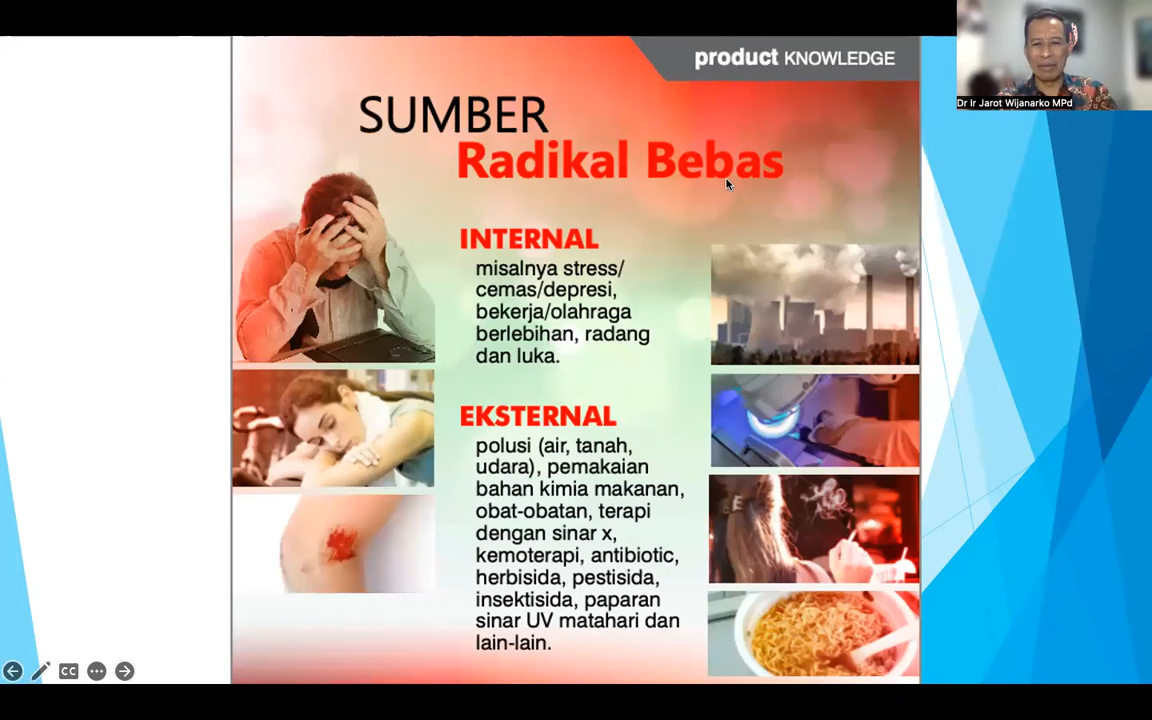 product KNOWLEDGE
Dr Ir Jarot Wijanarko MPd
SUMBER
Radikal Bebas
INTERNAL
misalnya stress/
cemas/depresi,
bekerja/olahraga
berlebihan, radang
dan luka.
EKSTERNAL
polusi (air, tanah,
udara), pemakaian
bahan kimia makanan,
obat-obatan, terapi
dengan sinar x,
kemoterapi, antibiotic,
herbisida, pestisida,
insektisida, paparan
sinar UV matahari dan
lain-lain.
CC